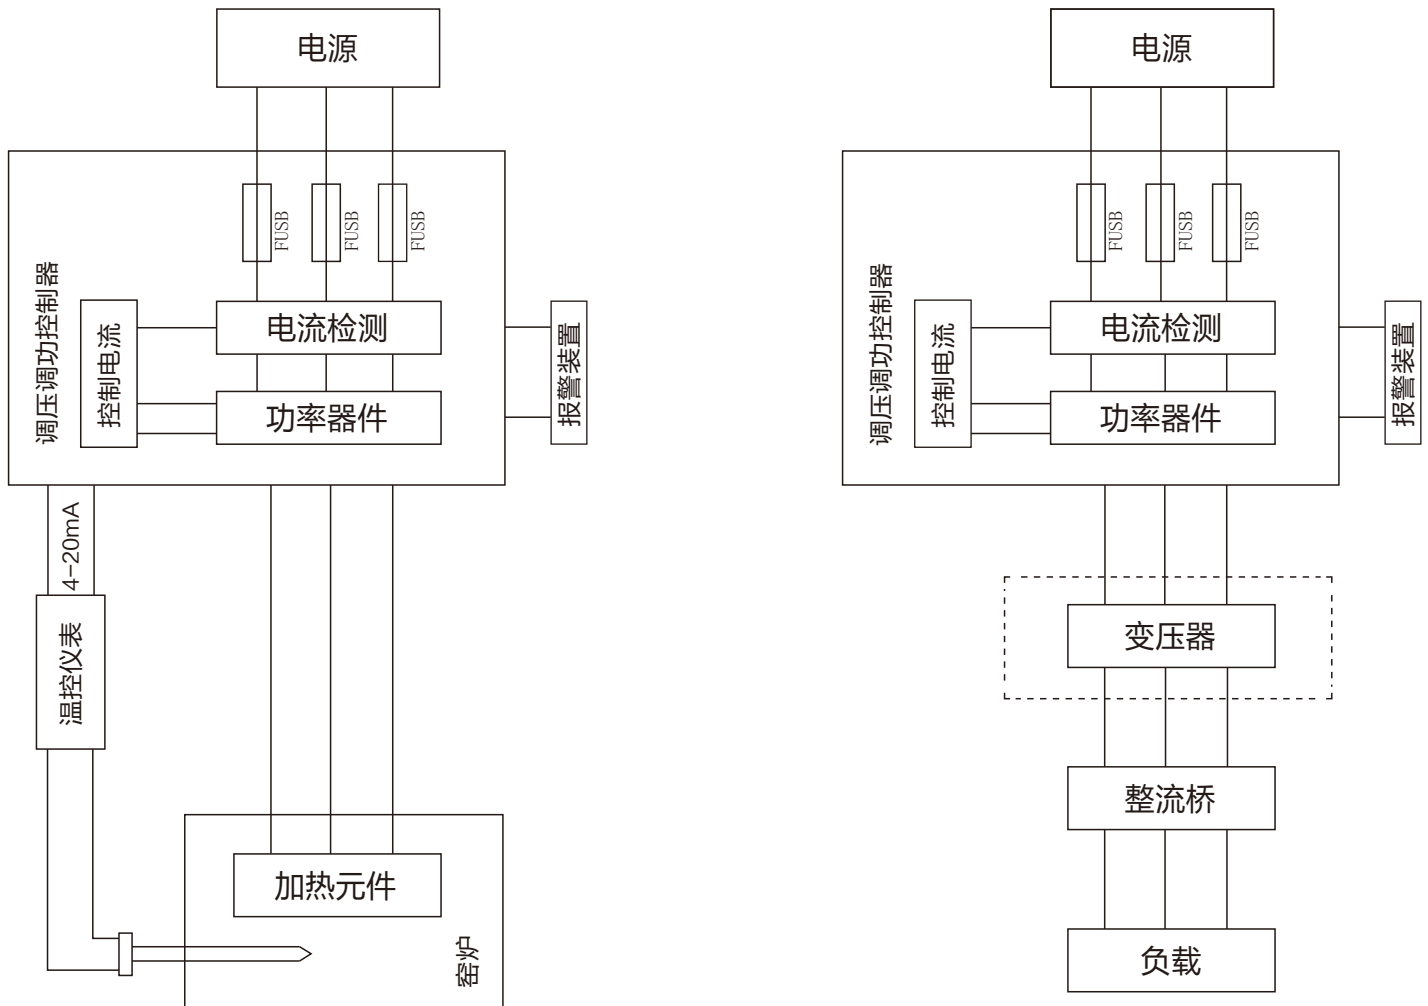 电源
FUSB
FUSB
FUSB
调压调功控制器
控制电流
电流检测
功率器件
报警装置
4-20mA
温控仪表
加热元件
窑炉
电源
FUSB
FUSB
FUSB
调压调功控制器
控制电流
电流检测
功率器件
报警装置
变压器
整流桥
负载